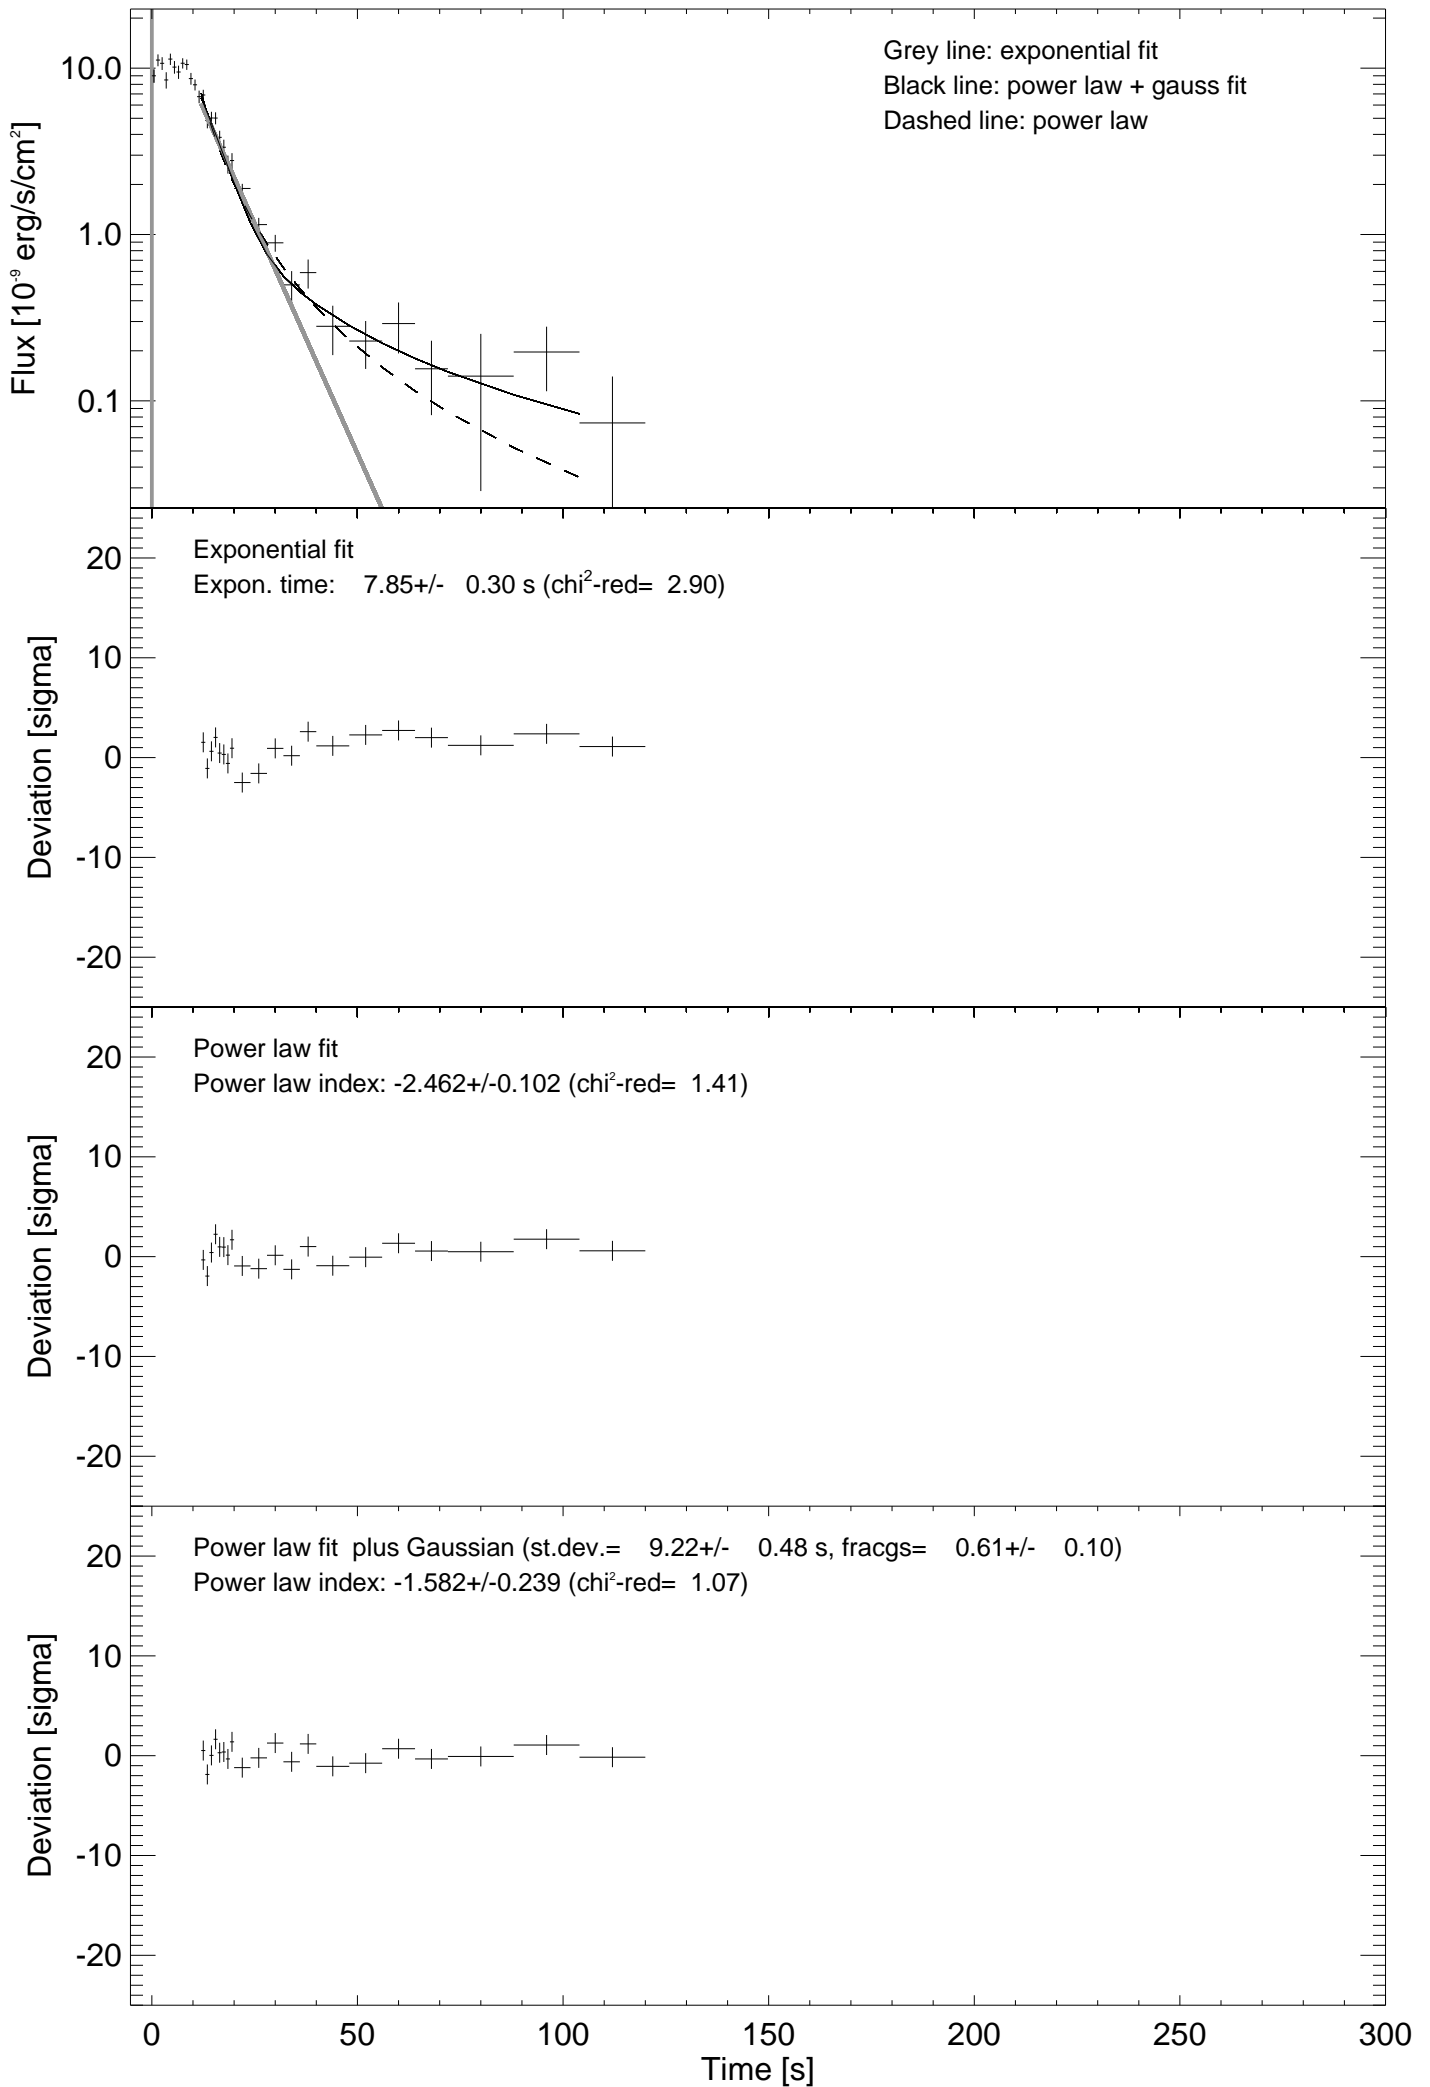 Grey line: exponential fit
Black line: power law + gauss fit
Dashed line: power law
10.0
1.0
0.1
Flux [10⁻⁹ erg/s/cm²]
Exponential fit
Expon. time: 7.85+/- 0.30 s (chi²-red= 2.90)
20
10
0
-10
-20
Deviation [sigma]
Power law fit
Power law index: -2.462+/-0.102 (chi²-red= 1.41)
20
10
0
-10
-20
Deviation [sigma]
Power law fit plus Gaussian (st.dev.= 9.22+/- 0.48 s, fracgs= 0.61+/- 0.10)
Power law index: -1.582+/-0.239 (chi²-red= 1.07)
20
10
0
-10
-20
Deviation [sigma]
0 50 100 150 200 250 300
Time [s]